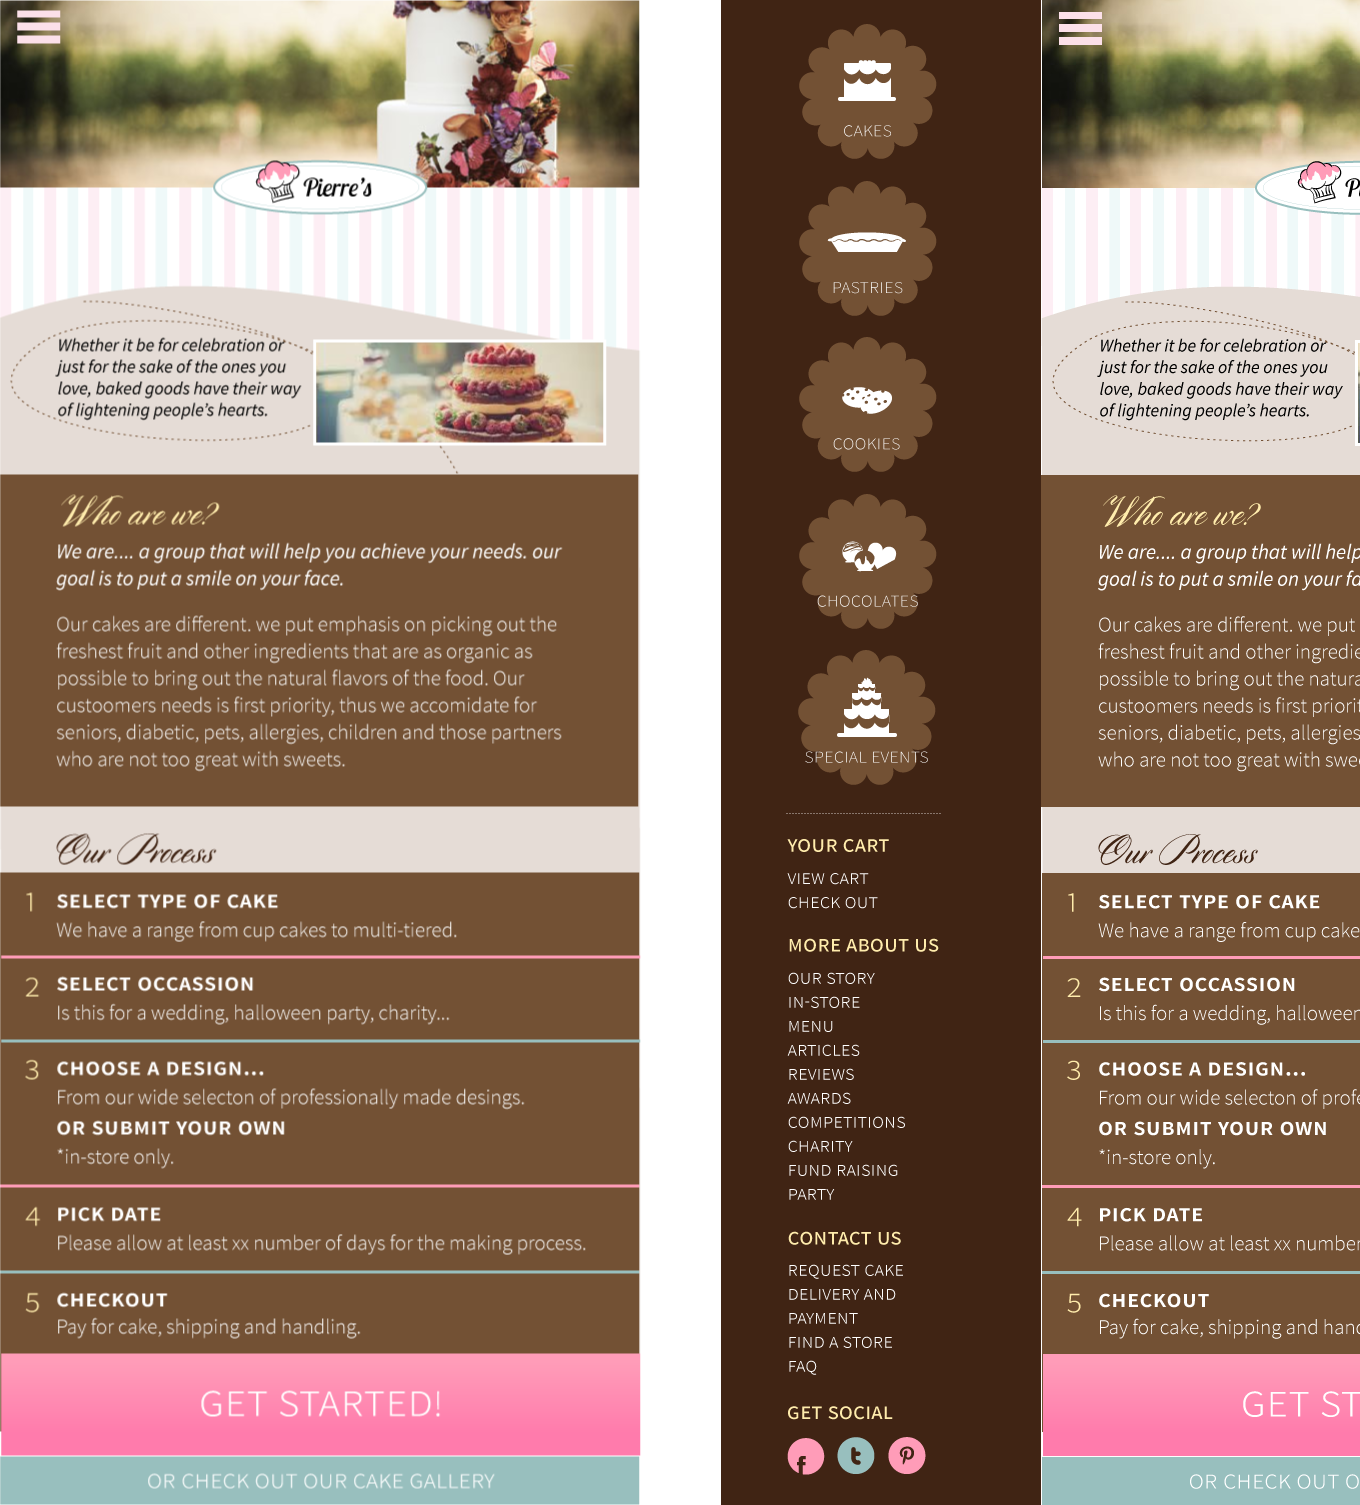 Pierre's
Whether it be for celebration or
just for the sake of the ones you
love, baked goods have their way
of lightening people's hearts.
Who are we?
We are.... a group that will help you achieve your needs. our
goal is to put a smile on your face.
Our cakes are different. we put emphasis on picking out the
freshest fruit and other ingredients that are as organic as
possible to bring out the natural flavors of the food. Our
custoomers needs is first priority, thus we accomidate for
seniors, diabetic, pets, allergies, children and those partners
who are not too great with sweets.
Our Process
1 SELECT TYPE OF CAKE
We have a range from cup cakes to multi-tiered.
2 SELECT OCCASSION
Is this for a wedding, halloween party, charity...
3 CHOOSE A DESIGN...
From our wide selecton of professionally made desings.
OR SUBMIT YOUR OWN
*in-store only.
4 PICK DATE
Please allow at least xx number of days for the making process.
5 CHECKOUT
Pay for cake, shipping and handling.
GET STARTED!
OR CHECK OUT OUR CAKE GALLERY
CAKES
PASTRIES
COOKIES
CHOCOLATES
SPECIAL EVENTS
YOUR CART
VIEW CART
CHECK OUT
MORE ABOUT US
OUR STORY
IN-STORE
MENU
ARTICLES
REVIEWS
AWARDS
COMPETITIONS
CHARITY
FUND RAISING
PARTY
CONTACT US
REQUEST CAKE
DELIVERY AND
PAYMENT
FIND A STORE
FAQ
GET SOCIAL
Pi
Whether it be for celebration or
just for the sake of the ones you
love, baked goods have their way
of lightening people's hearts.
Who are we?
We are.... a group that will help
goal is to put a smile on your fa
Our cakes are different. we put
freshest fruit and other ingredie
possible to bring out the natura
custoomers needs is first priorit
seniors, diabetic, pets, allergies
who are not too great with swe
Our Process
1 SELECT TYPE OF CAKE
We have a range from cup cake
2 SELECT OCCASSION
Is this for a wedding, halloweer
3 CHOOSE A DESIGN...
From our wide selecton of profe
OR SUBMIT YOUR OWN
*in-store only.
4 PICK DATE
Please allow at least xx number
5 CHECKOUT
Pay for cake, shipping and hand
GET ST
OR CHECK OUT O